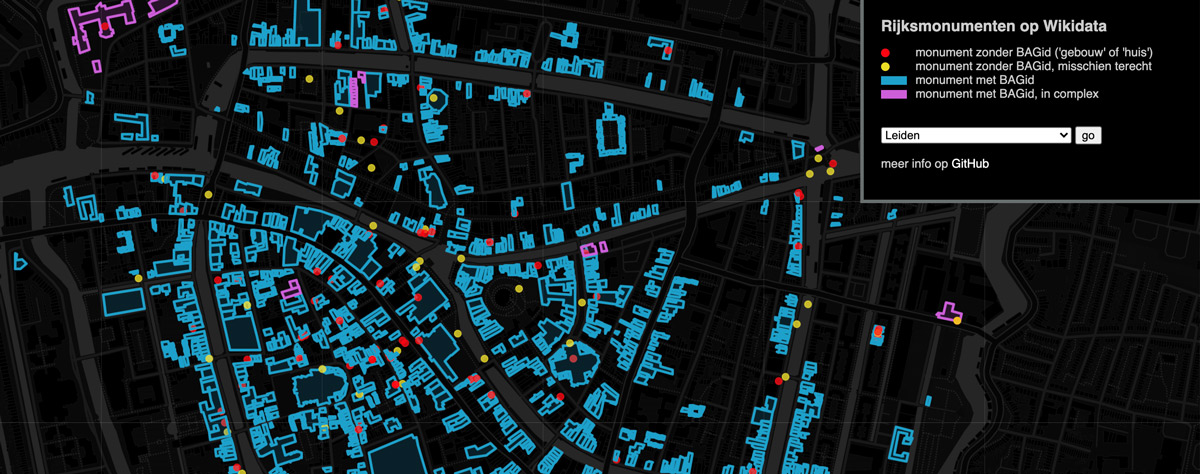 Rijksmonumenten op Wikidata
monument zonder BAGid ('gebouw' of 'huis')
monument zonder BAGid, misschien terecht
monument met BAGid
monument met BAGid, in complex
Leiden
go
meer info op GitHub